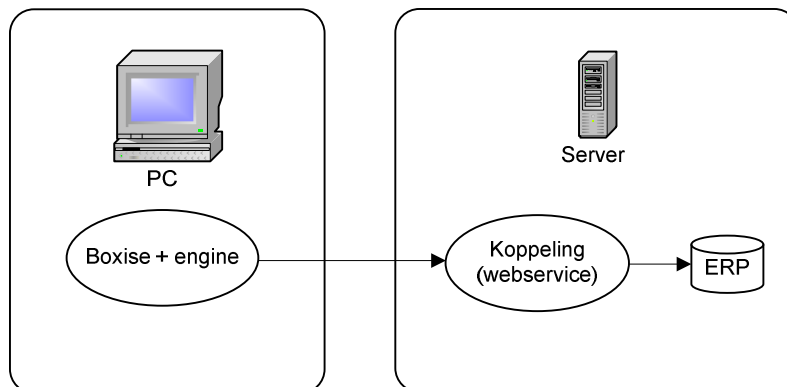 PC
Server
Boxise + engine
Koppeling
(webservice)
ERP